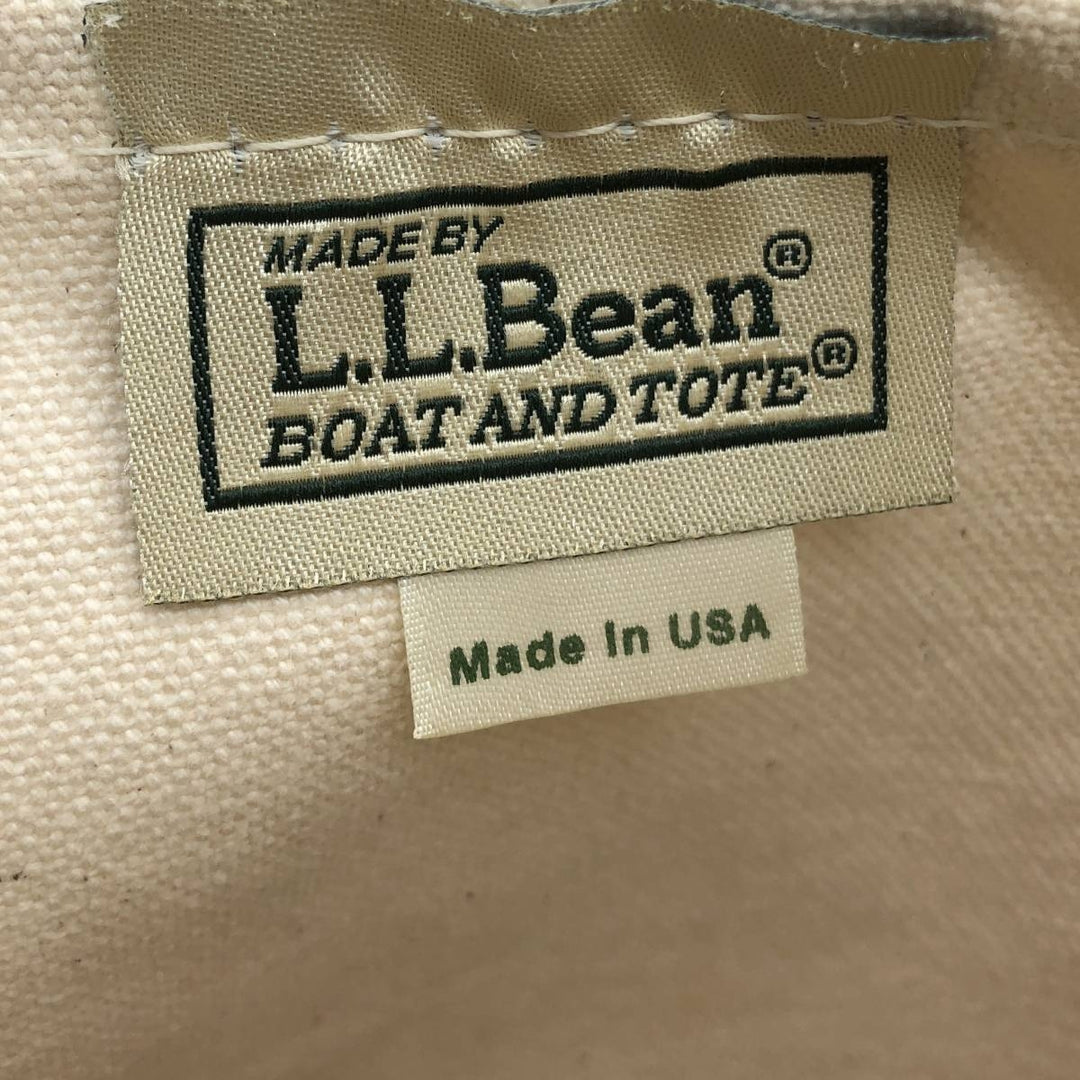 MADE BY
L.L.Bean®
BOAT AND TOTE®
Made In USA